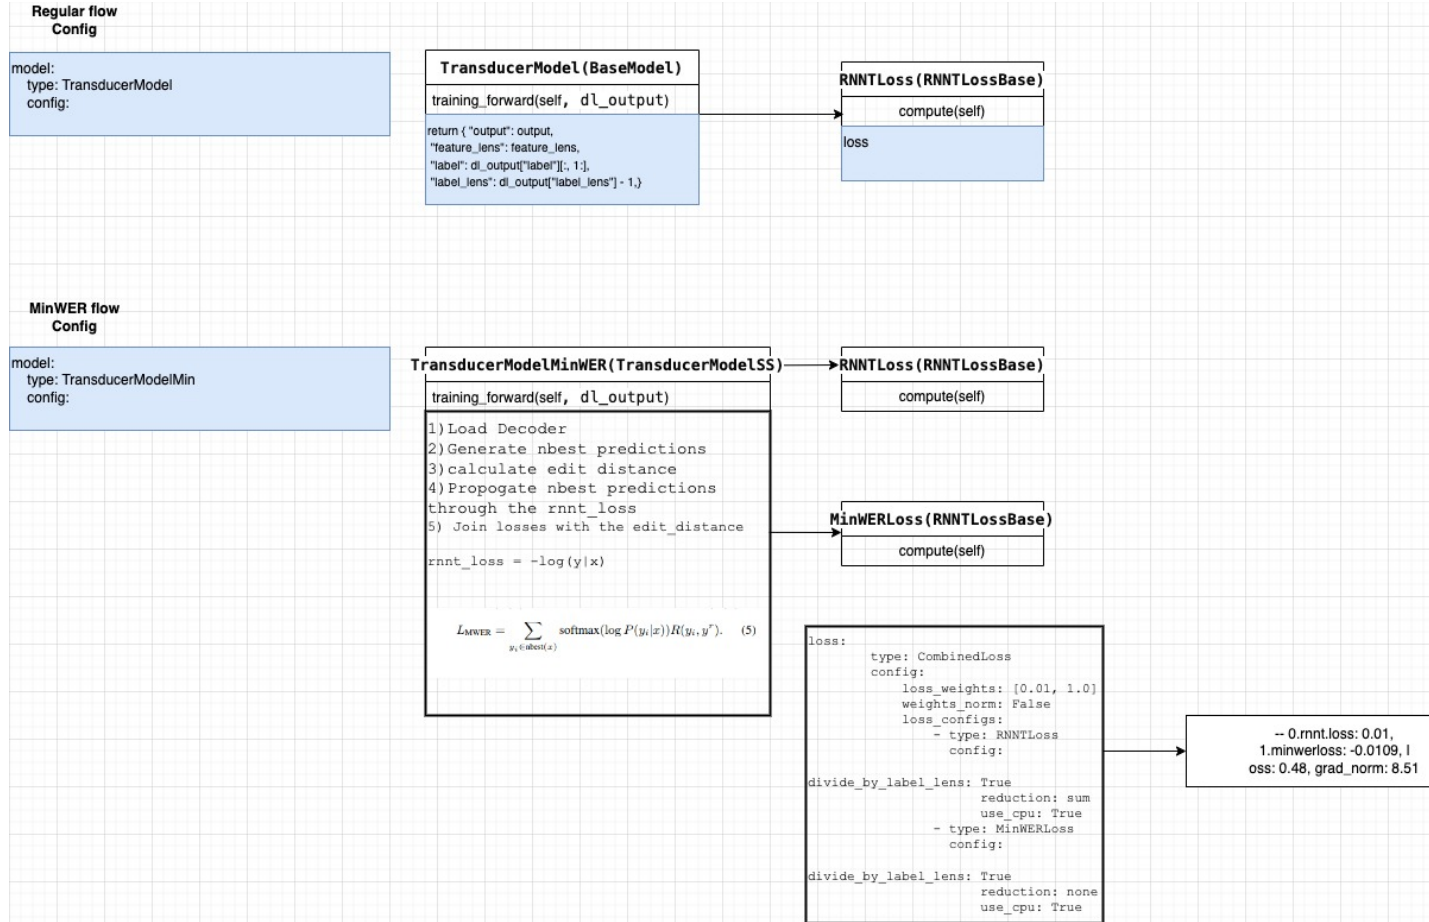 Regular flow
Config
model:
type: TransducerModel
config:
TransducerModel(BaseModel)
training_forward(self, dl_output)
return { "output": output,
"feature_lens": feature_lens,
"label": dl_output["label"][:, 1:],
"label_lens": dl_output["label_lens"] - 1,}
RNNTLoss(RNNTLossBase)
compute(self)
loss
MinWER flow
Config
model:
type: TransducerModelMin
config:
TransducerModelMinWER(TransducerModelSS)
training_forward(self, dl_output)
1)Load Decoder
2)Generate nbest predictions
3)calculate edit distance
4)Propogate nbest predictions
through the rnnt_loss
5) Join losses with the edit_distance
rnnt_loss = -log(y|x)
L_MWER = ∑ softmax(log P(y_i|x))R(y_i, y^r). (5)
y_i∈nbest(x)
RNNTLoss(RNNTLossBase)
compute(self)
MinWERLoss(RNNTLossBase)
compute(self)
loss:
type: CombinedLoss
config:
loss_weights: [0.01, 1.0]
weights_norm: False
loss_configs:
- type: RNNTLoss
config:
divide_by_label_lens: True
reduction: sum
use_cpu: True
- type: MinWERLoss
config:
divide_by_label_lens: True
reduction: none
use_cpu: True
-- 0.rnnt.loss: 0.01,
1.minwerloss: -0.0109, l
oss: 0.48, grad_norm: 8.51